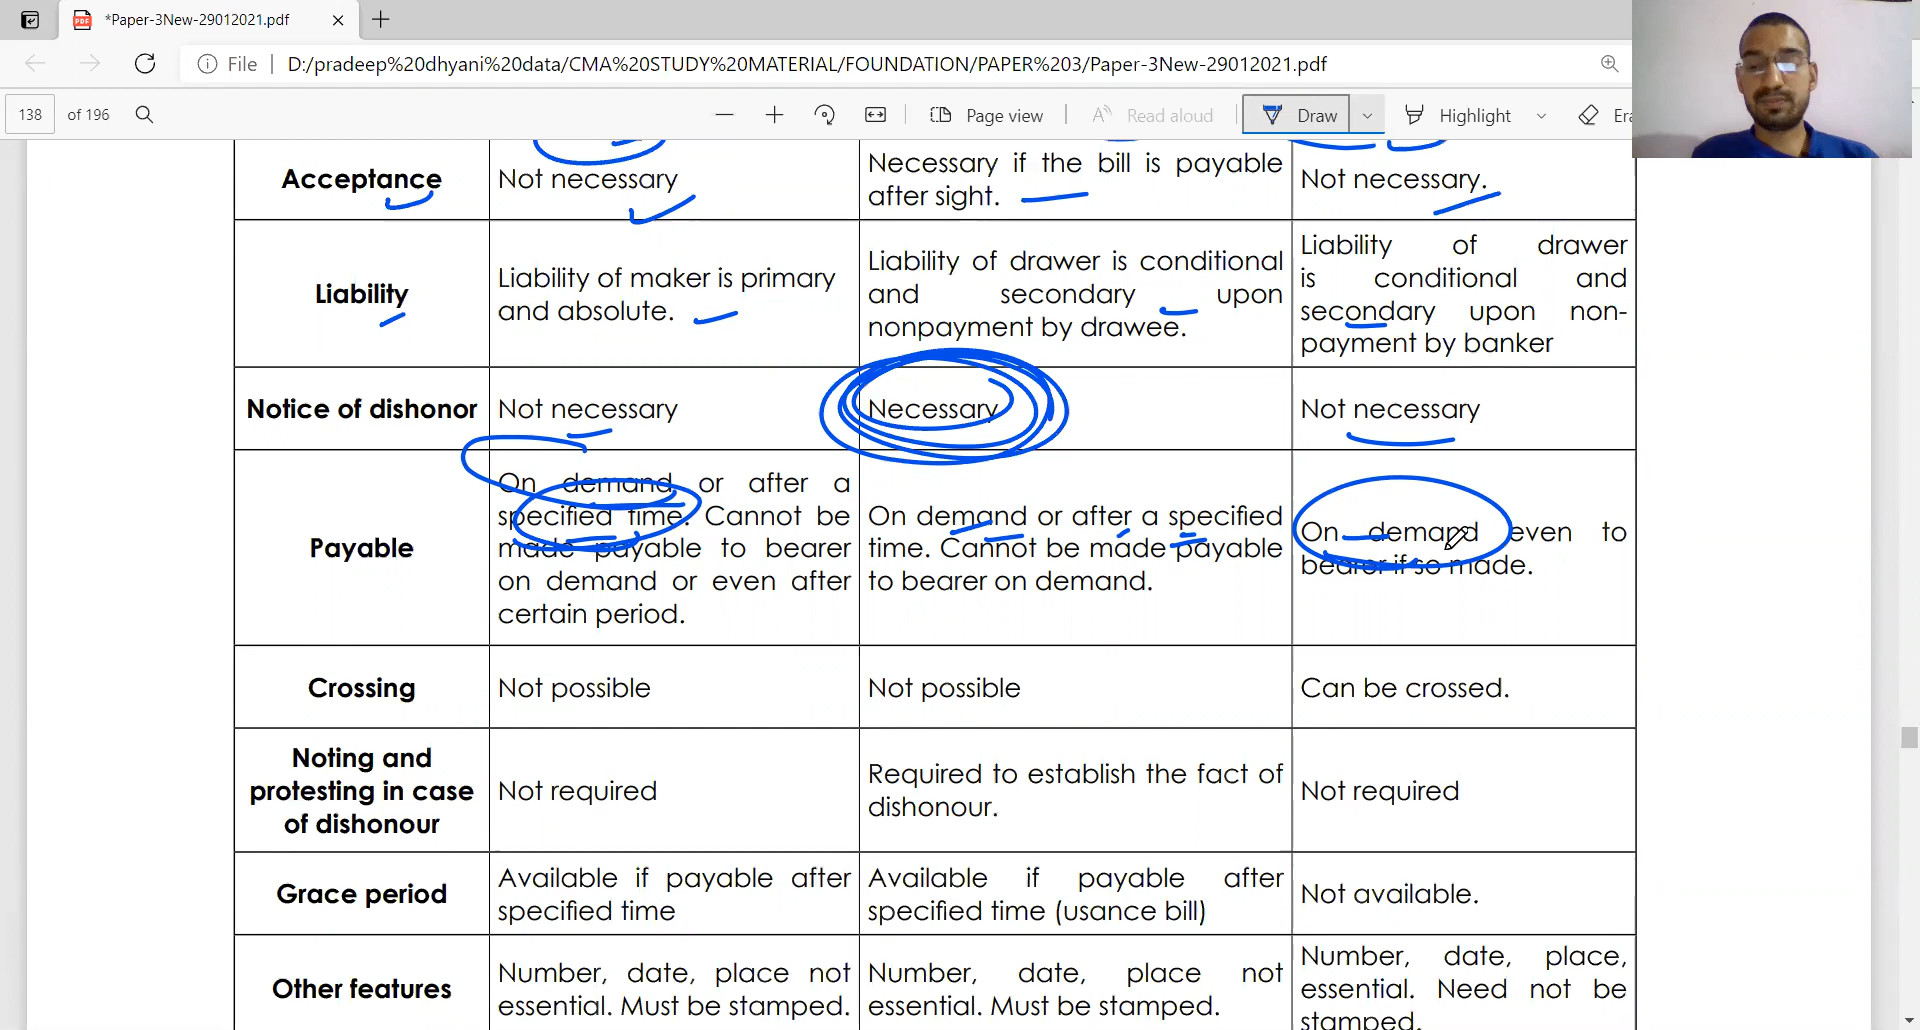 *Paper-3New-29012021.pdf
File
D:/pradeep%20dhyani%20data/CMA%20STUDY%20MATERIAL/FOUNDATION/PAPER%203/Paper-3New-29012021.pdf
138 of 196
Page view
Read aloud
Draw
Highlight
Era
Acceptance
Not necessary
Necessary if the bill is payable
after sight.
Not necessary.
Liability
Liability of maker is primary
and absolute.
Liability of drawer is conditional
and secondary upon
nonpayment by drawee.
Liability of drawer
is conditional and
secondary upon non-
payment by banker
Notice of dishonor
Not necessary
Necessary
Not necessary
Payable
On demand or after a
specified time. Cannot be
made payable to bearer
on demand or even after
certain period.
On demand or after a specified
time. Cannot be made payable
to bearer on demand.
On demand even to
bearer if so made.
Crossing
Not possible
Not possible
Can be crossed.
Noting and
protesting in case
of dishonour
Not required
Required to establish the fact of
dishonour.
Not required
Grace period
Available if payable after
specified time
Available if payable after
specified time (usance bill)
Not available.
Other features
Number, date, place not
essential. Must be stamped.
Number, date, place not
essential. Must be stamped.
Number, date, place,
essential. Need not be
stamped.